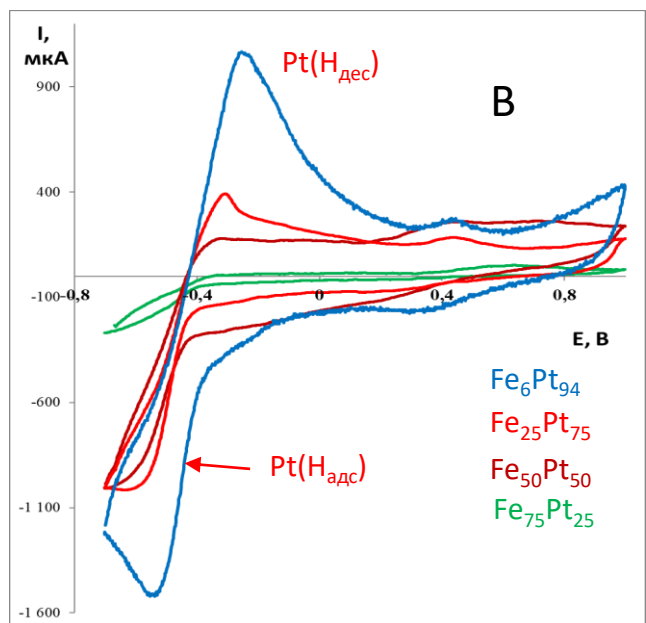 I,
мкА
Pt(Hдес)
900
В
400
-100
-0,8
-0,4
0
0,4
0,8
E, В
Fe₆Pt₉₄
-600
Fe₂₅Pt₇₅
Pt(Hадс)
Fe₅₀Pt₅₀
-1 100
Fe₇₅Pt₂₅
-1 600